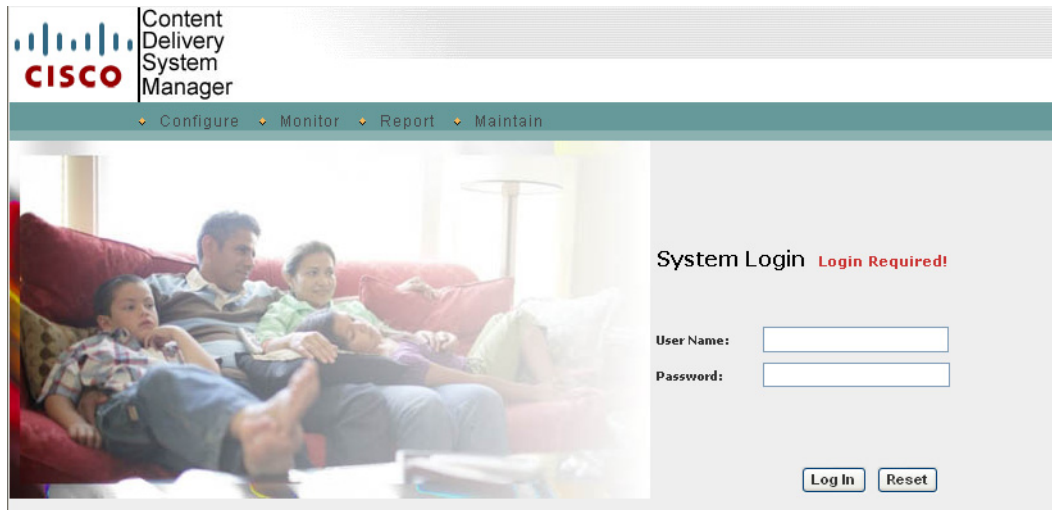 Content
Delivery
System
Manager
CISCO
Configure Monitor Report Maintain
System Login Login Required!
User Name:
Password:
Log In Reset